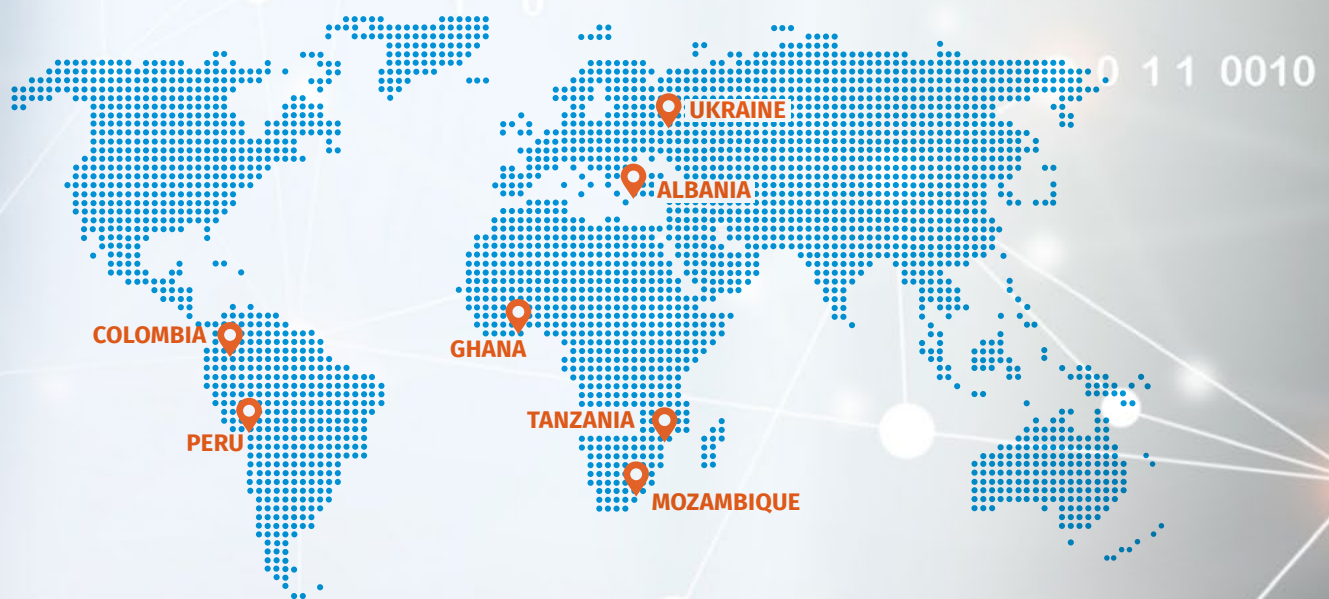 0 1 1 0010
UKRAINE
ALBANIA
COLOMBIA
GHANA
TANZANIA
PERU
MOZAMBIQUE